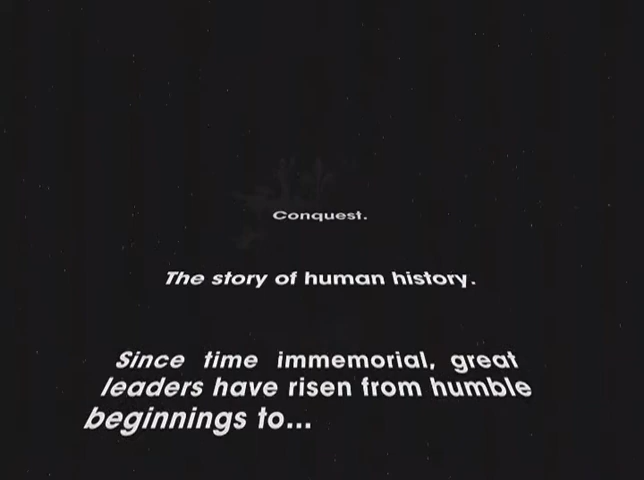 Conquest.
The story of human history.
Since time immemorial, great
leaders have risen from humble
beginnings to...